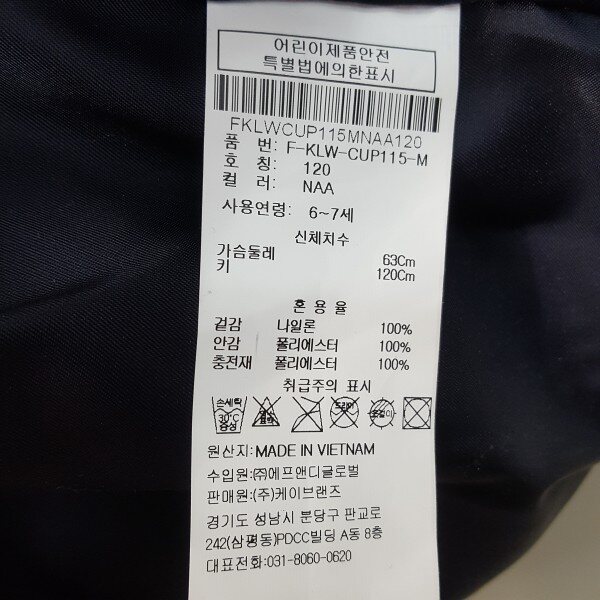 어린이제품안전
특별법에의한표시
FKLWCUP115MNAA120
품 번: F-KLW-CUP115-M
호 칭: 120
컬 러: NAA
사용연령: 6~7세
신체치수
가슴둘레 63Cm
키 120Cm
혼 용 율
겉감 나일론 100%
안감 폴리에스터 100%
충전재 폴리에스터 100%
취급주의 표시
손세탁 30℃ 중성
원산지: MADE IN VIETNAM
수입원:㈜에프앤디글로벌
판매원:(주)케이브랜즈
경기도 성남시 분당구 판교로
242(삼평동)PDCC빌딩 A동 8층
대표전화:031-8060-0620